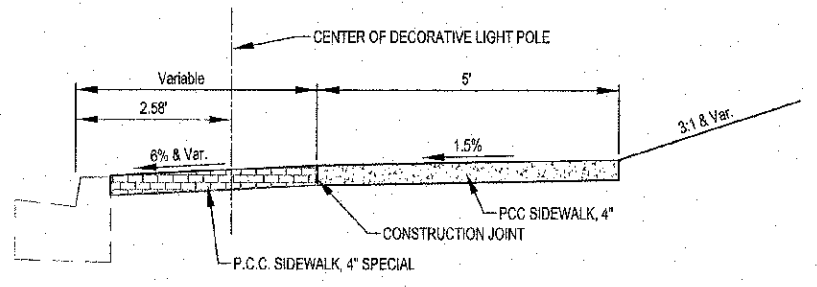 CENTER OF DECORATIVE LIGHT POLE
Variable
5'
2.58'
6% & Var.
1.5%
3:1 & Var.
PCC SIDEWALK, 4"
CONSTRUCTION JOINT
P.C.C. SIDEWALK, 4" SPECIAL